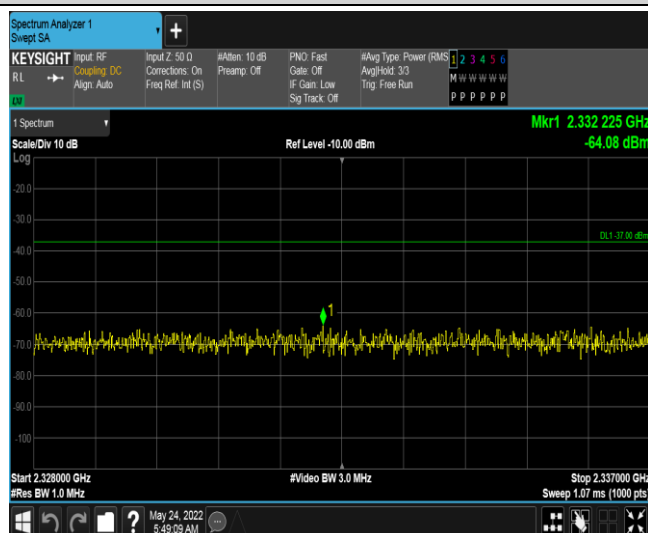 Spectrum Analyzer 1
Swept SA
+
KEYSIGHT
RL
LXI
Input: RF
Coupling: DC
Align: Auto
Input Z: 50 Ω
Corrections: On
Freq Ref: Int (S)
#Atten: 10 dB
Preamp: Off
PNO: Fast
Gate: Off
IF Gain: Low
Sig Track: Off
#Avg Type: Power (RMS
Avg|Hold: 3/3
Trig: Free Run
1 2 3 4 5 6
M W W W W W
P P P P P P
1 Spectrum
Mkr1 2.332 225 GHz
Scale/Div 10 dB
Ref Level -10.00 dBm
-64.08 dBm
Log
-20.0
-30.0
DL1 -37.00 dBm
-40.0
-50.0
-60.0
1
-70.0
-80.0
-90.0
-100
Start 2.328000 GHz
#Video BW 3.0 MHz
Stop 2.337000 GHz
#Res BW 1.0 MHz
Sweep 1.07 ms (1000 pts)
?
May 24, 2022
5:49:09 AM